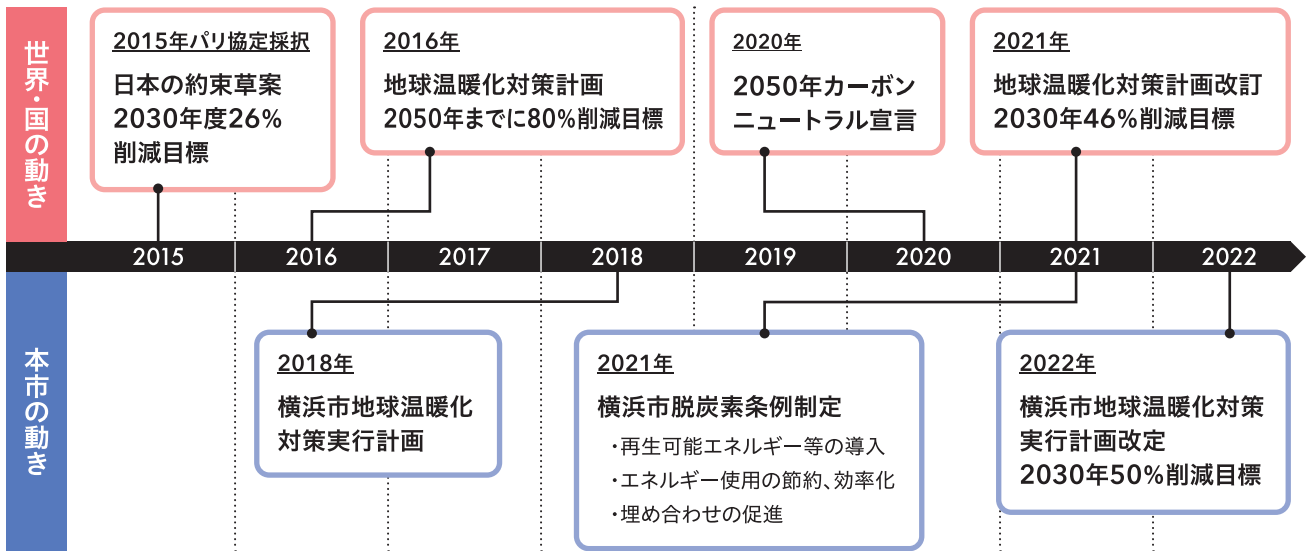 世界・国の動き
2015年パリ協定採択
日本の約束草案
2030年度26%
削減目標
2016年
地球温暖化対策計画
2050年までに80%削減目標
2020年
2050年カーボン
ニュートラル宣言
2021年
地球温暖化対策計画改訂
2030年46%削減目標
2015 2016 2017 2018 2019 2020 2021 2022
本市の動き
2018年
横浜市地球温暖化
対策実行計画
2021年
横浜市脱炭素条例制定
・再生可能エネルギー等の導入
・エネルギー使用の節約、効率化
・埋め合わせの促進
2022年
横浜市地球温暖化対策
実行計画改定
2030年50%削減目標